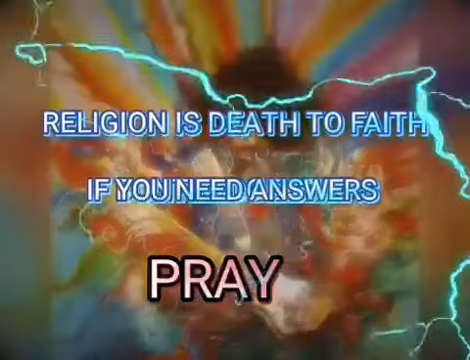 RELIGION IS DEATH TO FAITH
IF YOU NEED ANSWERS
PRAY